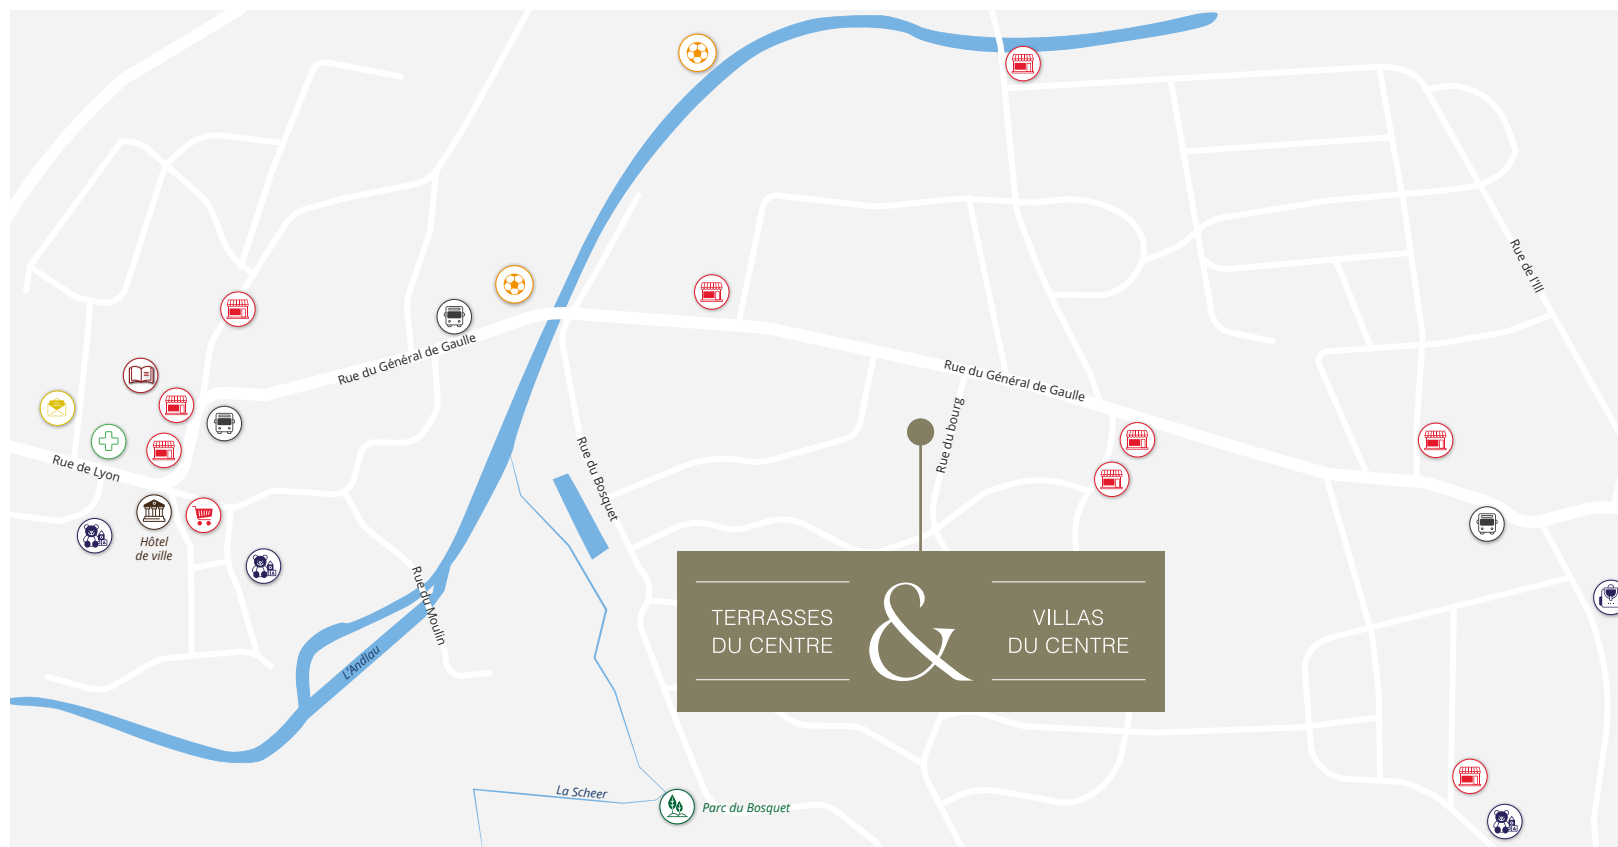 Rue de l'Ill
Rue du Général de Gaulle
Rue du Général de Gaulle
Rue du bourg
Rue de Lyon
Rue du Bosquet
Hôtel
de ville
Rue du Moulin
L'Andlau
TERRASSES
DU CENTRE
&
VILLAS
DU CENTRE
La Scheer
Parc du Bosquet